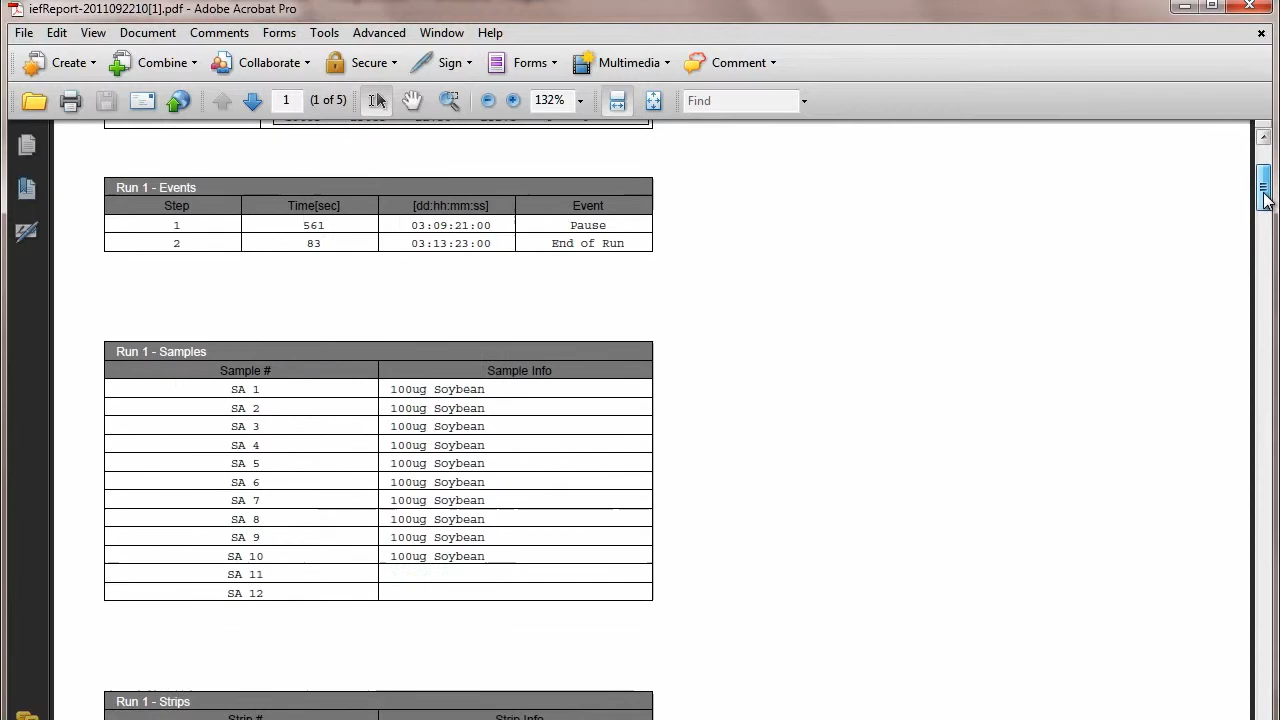 iefReport-2011092210[1].pdf - Adobe Acrobat Pro
File Edit View Document Comments Forms Tools Advanced Window Help
Create Combine Collaborate Secure Sign Forms Multimedia Comment
1 (1 of 5) 132% Find
Run 1 - Events
Step Time[sec] [dd:hh:mm:ss] Event
1 561 03:09:21:00 Pause
2 83 03:13:23:00 End of Run
Run 1 - Samples
Sample # Sample Info
SA 1 100ug Soybean
SA 2 100ug Soybean
SA 3 100ug Soybean
SA 4 100ug Soybean
SA 5 100ug Soybean
SA 6 100ug Soybean
SA 7 100ug Soybean
SA 8 100ug Soybean
SA 9 100ug Soybean
SA 10 100ug Soybean
SA 11
SA 12
Run 1 - Strips
Strip # Strip Info